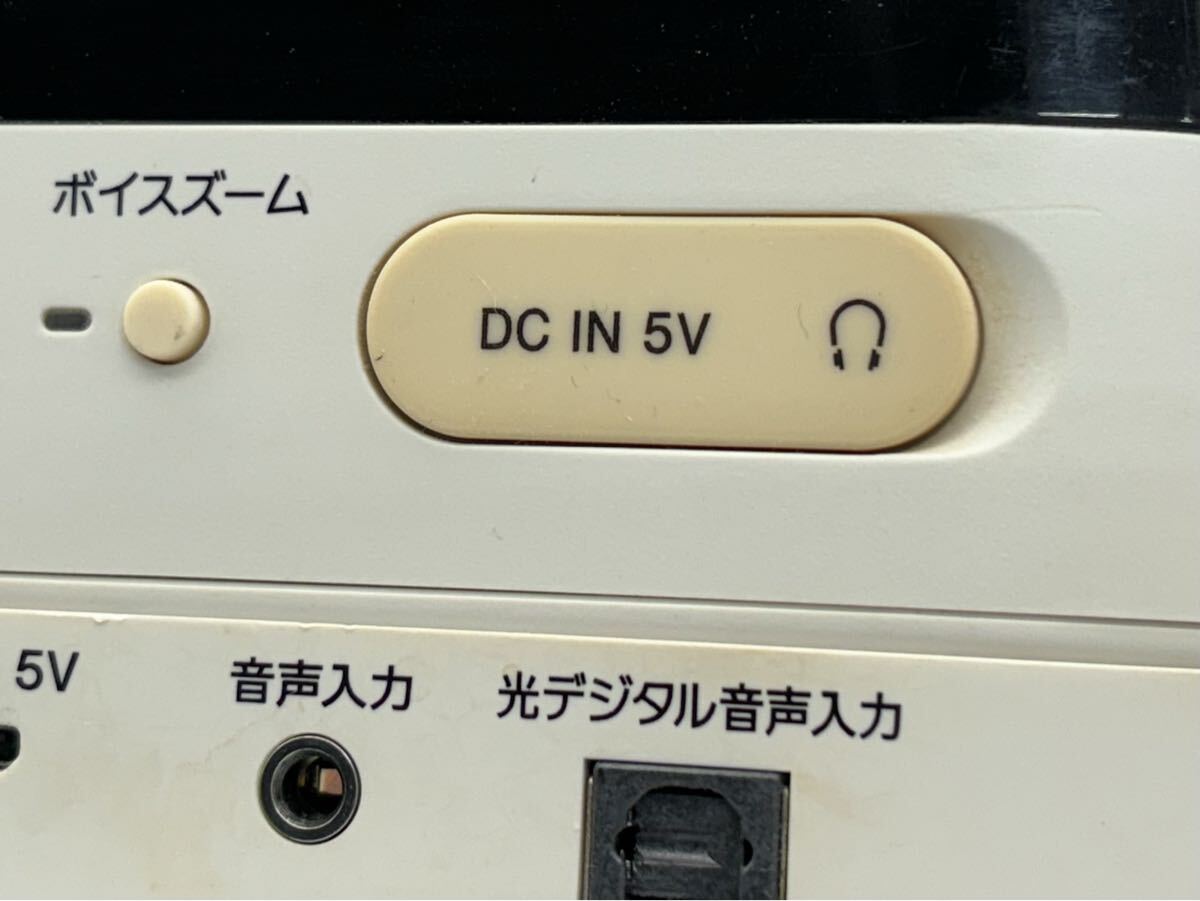 ボイスズーム
DC IN 5V
5V
音声入力
光デジタル音声入力